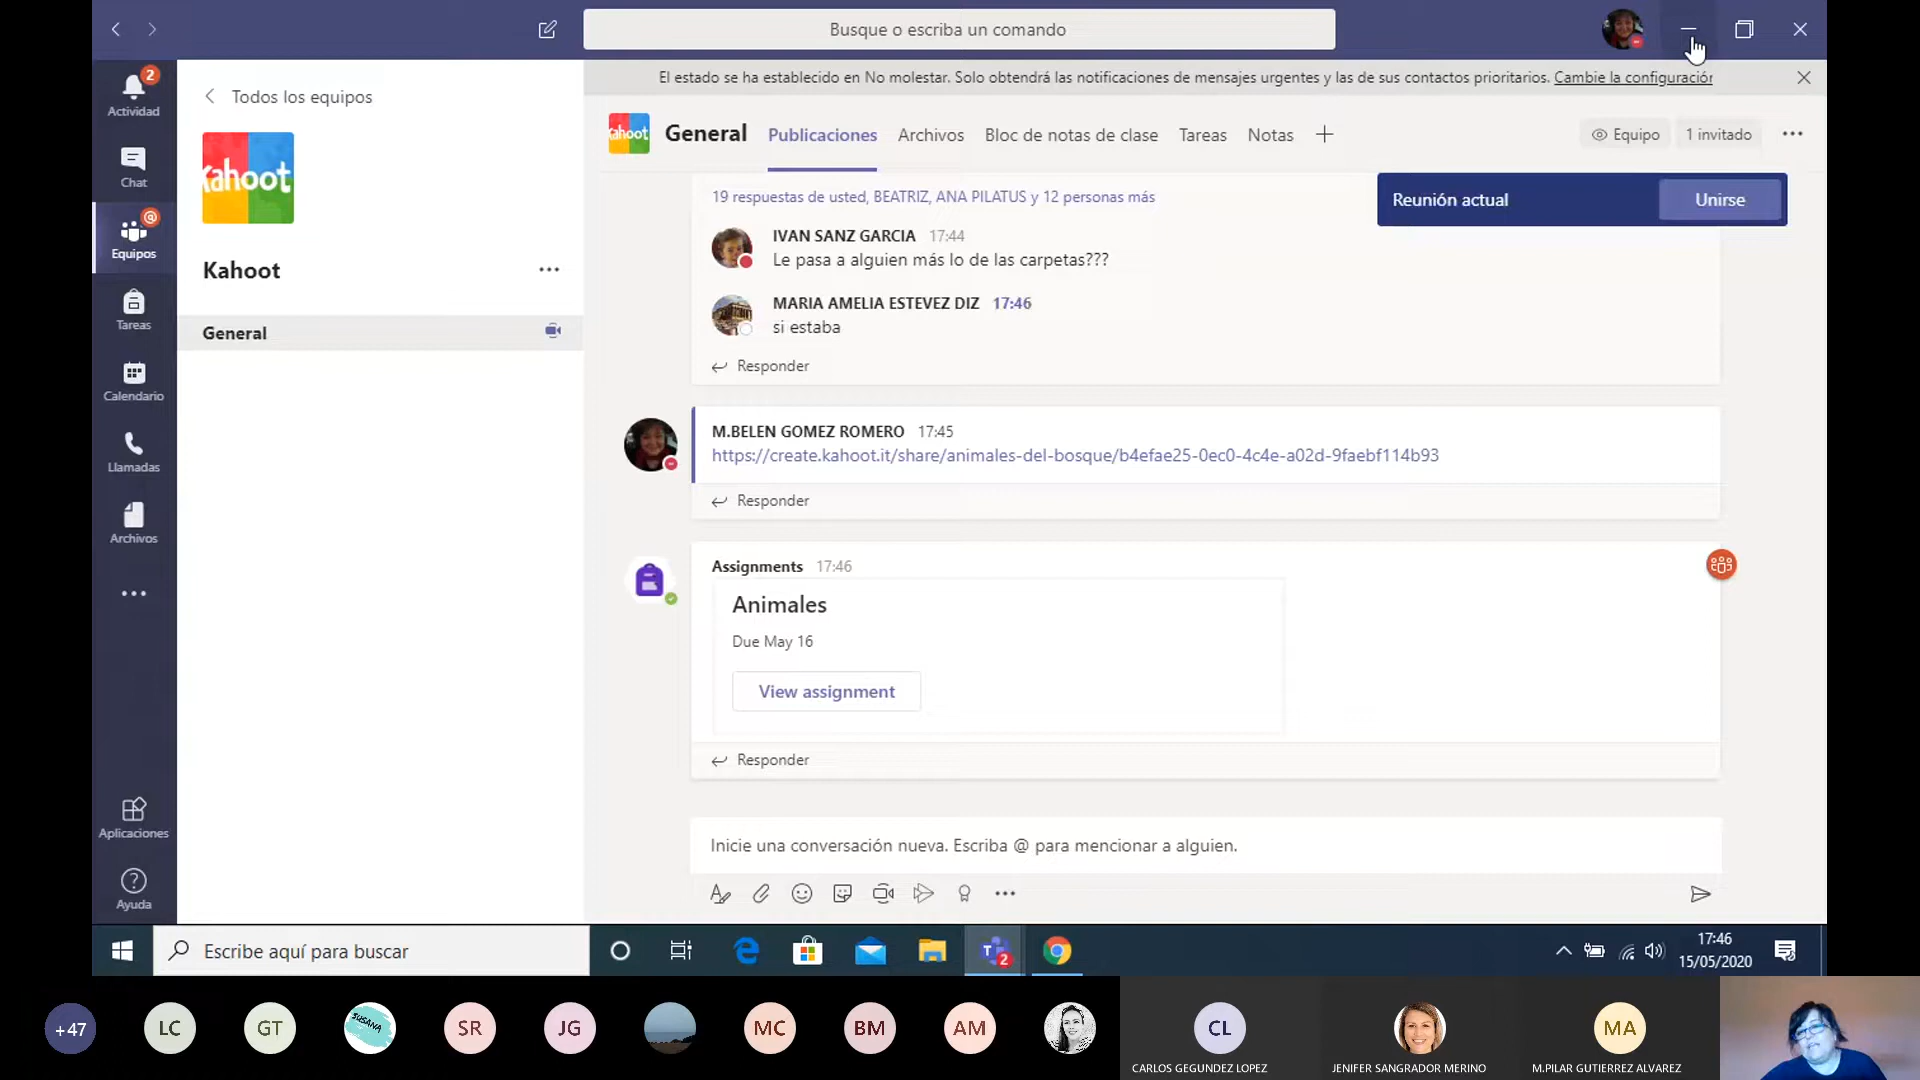 Busque o escriba un comando
El estado se ha establecido en No molestar. Solo obtendrá las notificaciones de mensajes urgentes y las de sus contactos prioritarios. Cambie la configuración
2
Actividad
Chat
Equipos
Tareas
Calendario
Llamadas
Archivos
Aplicaciones
Ayuda
Todos los equipos
Kahoot
Kahoot
General
Kahoot
General
Publicaciones
Archivos
Bloc de notas de clase
Tareas
Notas
Equipo
1 invitado
Reunión actual
Unirse
19 respuestas de usted, BEATRIZ, ANA PILATUS y 12 personas más
IVAN SANZ GARCIA 17:44
Le pasa a alguien más lo de las carpetas???
MARIA AMELIA ESTEVEZ DIZ 17:46
si estaba
Responder
M.BELEN GOMEZ ROMERO 17:45
https://create.kahoot.it/share/animales-del-bosque/b4efae25-0ec0-4c4e-a02d-9faebf114b93
Responder
Assignments 17:46
Animales
Due May 16
View assignment
Responder
Inicie una conversación nueva. Escriba @ para mencionar a alguien.
Escribe aquí para buscar
2
17:46
15/05/2020
+47
LC
GT
SUSANA
SR
JG
MC
BM
AM
CL
MA
CARLOS GEGUNDEZ LOPEZ
JENIFER SANGRADOR MERINO
M.PILAR GUTIERREZ ALVAREZ